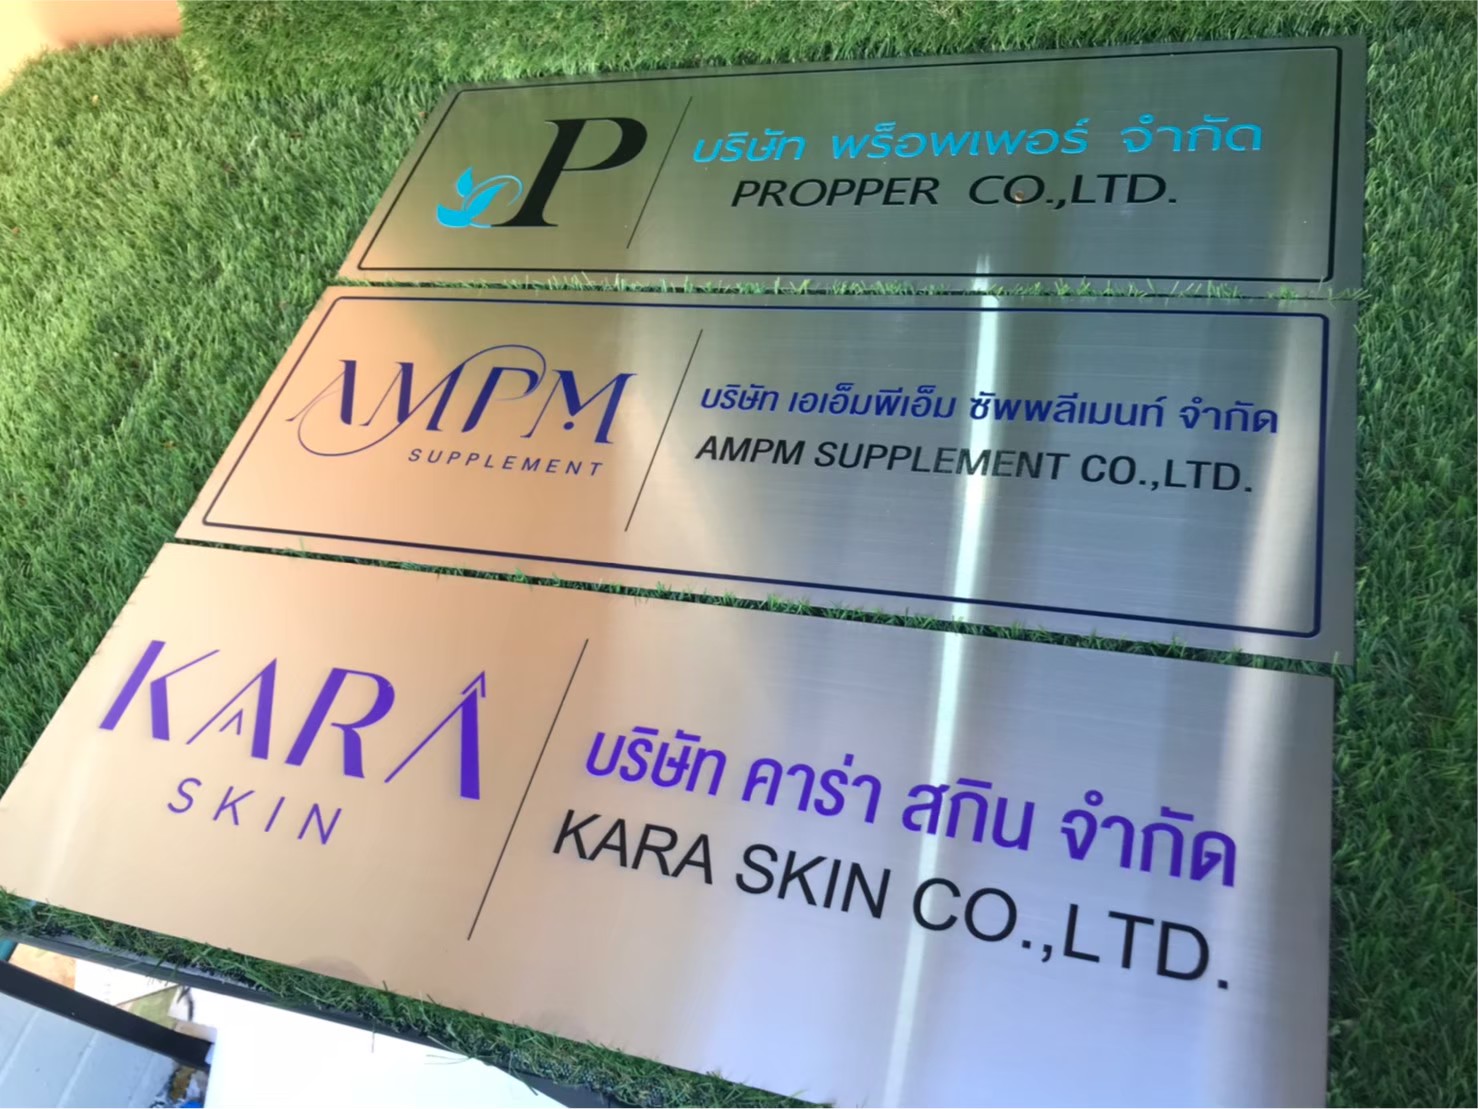 P
บริษัท พร็อพเพอร์ จำกัด
PROPPER CO.,LTD.
AMPM
SUPPLEMENT
บริษัท เอเอ็มพีเอ็ม ซัพพลีเมนท์ จำกัด
AMPM SUPPLEMENT CO.,LTD.
KARA
SKIN
บริษัท คาร่า สกิน จำกัด
KARA SKIN CO.,LTD.